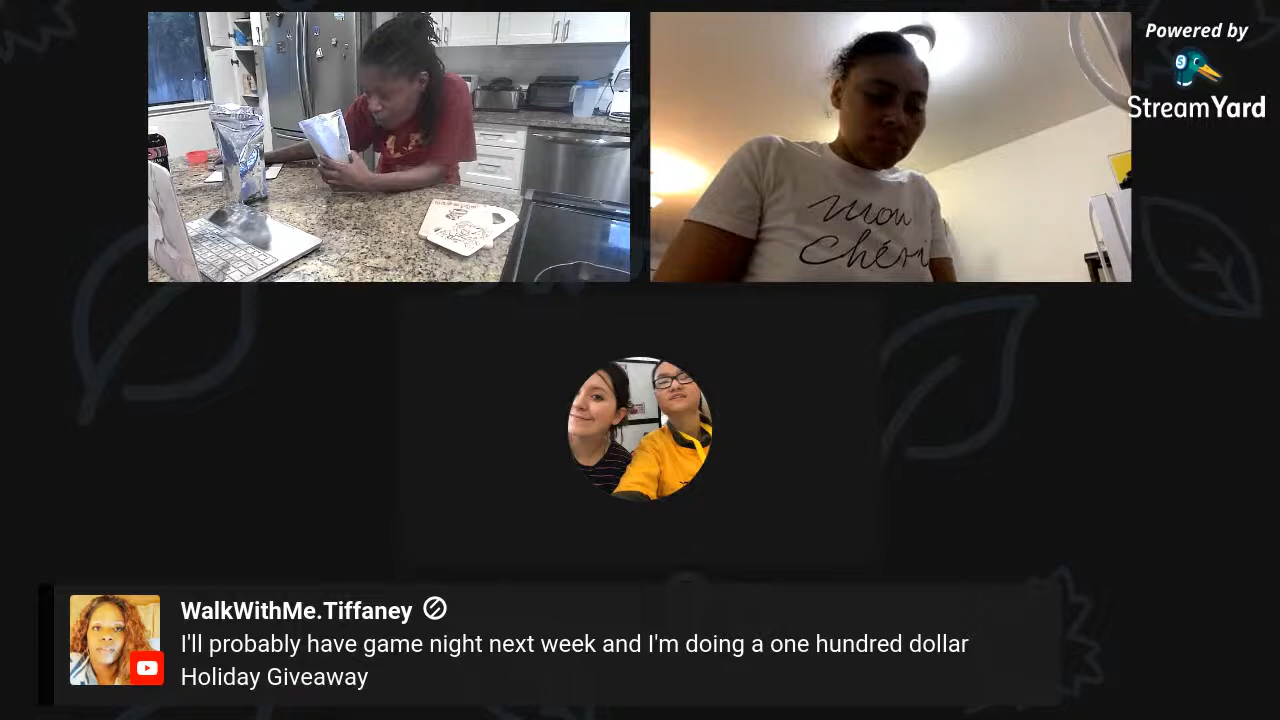 Powered by
StreamYard
mon
chéri
WalkWithMe.Tiffaney
I'll probably have game night next week and I'm doing a one hundred dollar
Holiday Giveaway